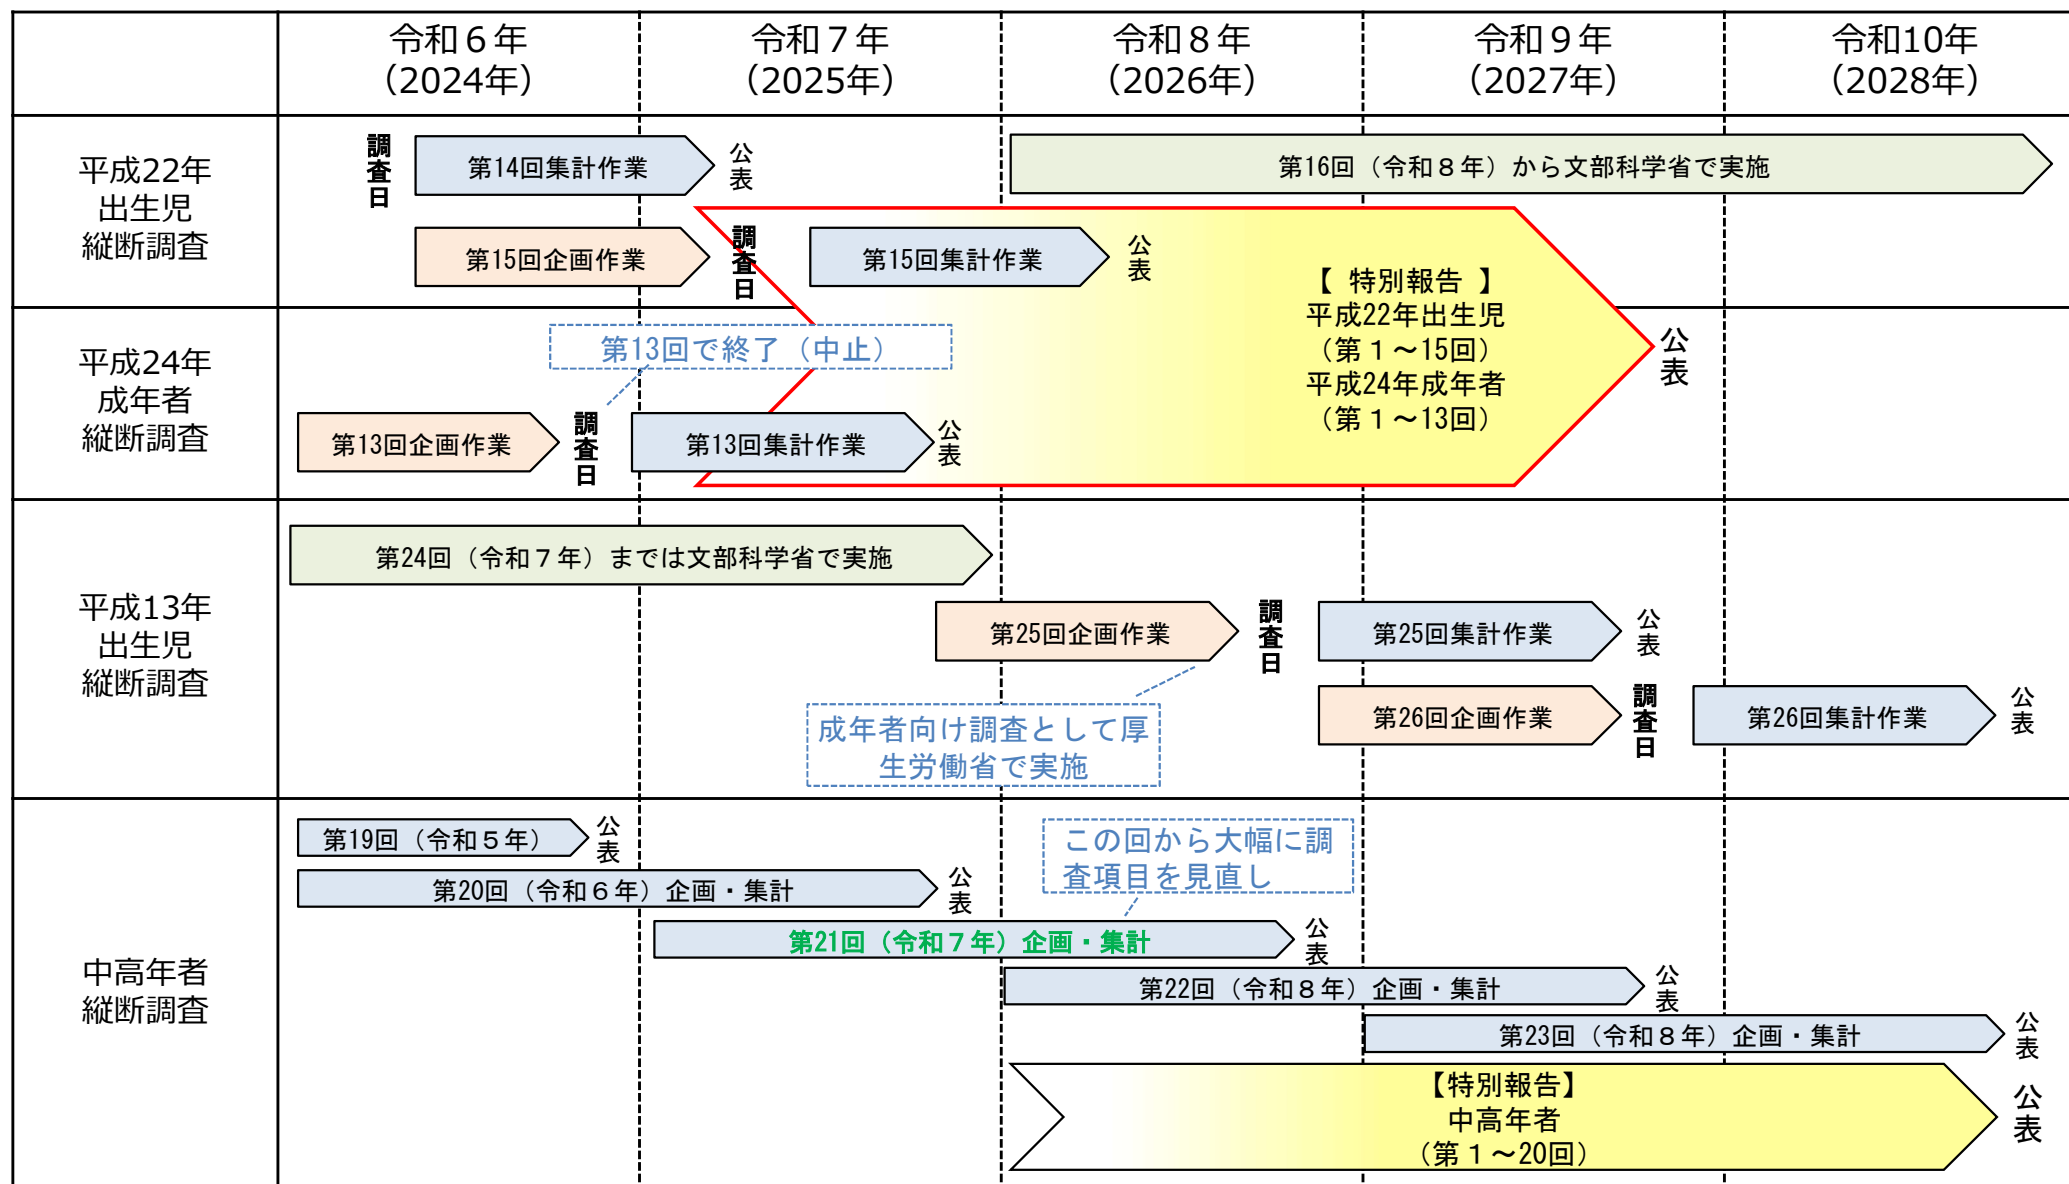 令和６年
（2024年）
令和７年
（2025年）
令和８年
（2026年）
令和９年
（2027年）
令和10年
（2028年）
平成22年
出生児
縦断調査
調査日
第14回集計作業
公表
第16回（令和８年）から文部科学省で実施
第15回企画作業
調査日
第15回集計作業
公表
【 特別報告 】
平成22年出生児
（第１～15回）
平成24年成年者
（第１～13回）
公表
平成24年
成年者
縦断調査
第13回で終了（中止）
第13回企画作業
調査日
第13回集計作業
公表
平成13年
出生児
縦断調査
第24回（令和７年）までは文部科学省で実施
第25回企画作業
調査日
第25回集計作業
公表
成年者向け調査として厚
生労働省で実施
第26回企画作業
調査日
第26回集計作業
公表
中高年者
縦断調査
第19回（令和５年）
公表
第20回（令和６年）企画・集計
公表
この回から大幅に調
査項目を見直し
第21回（令和７年）企画・集計
公表
第22回（令和８年）企画・集計
公表
第23回（令和８年）企画・集計
公表
【特別報告】
中高年者
（第１～20回）
公表